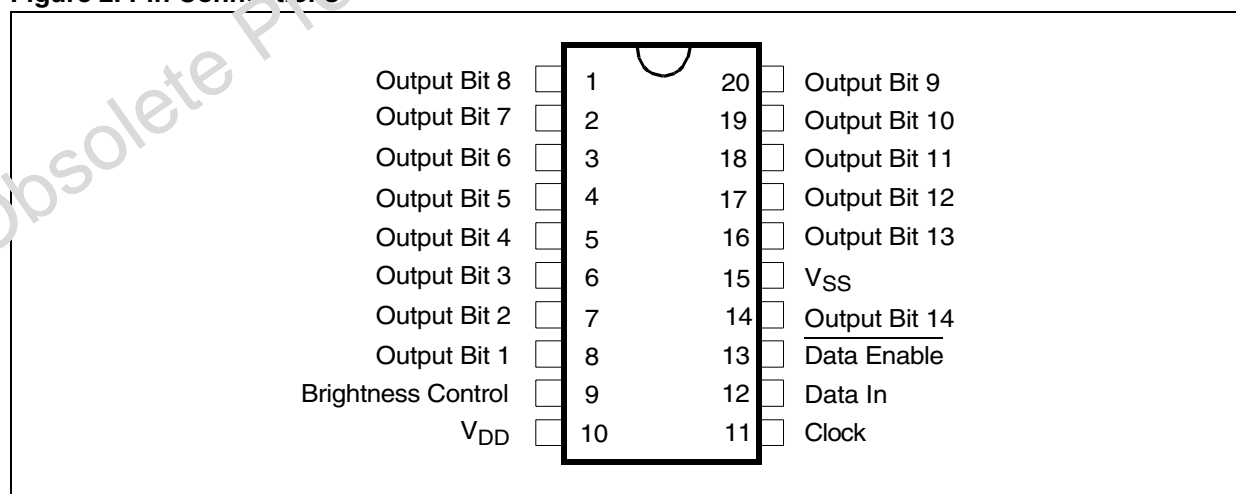 Output Bit 8 1 20 Output Bit 9
Output Bit 7 2 19 Output Bit 10
Output Bit 6 3 18 Output Bit 11
Output Bit 5 4 17 Output Bit 12
Output Bit 4 5 16 Output Bit 13
Output Bit 3 6 15 VSS
Output Bit 2 7 14 Output Bit 14
Output Bit 1 8 13 Data Enable
Brightness Control 9 12 Data In
VDD 10 11 Clock